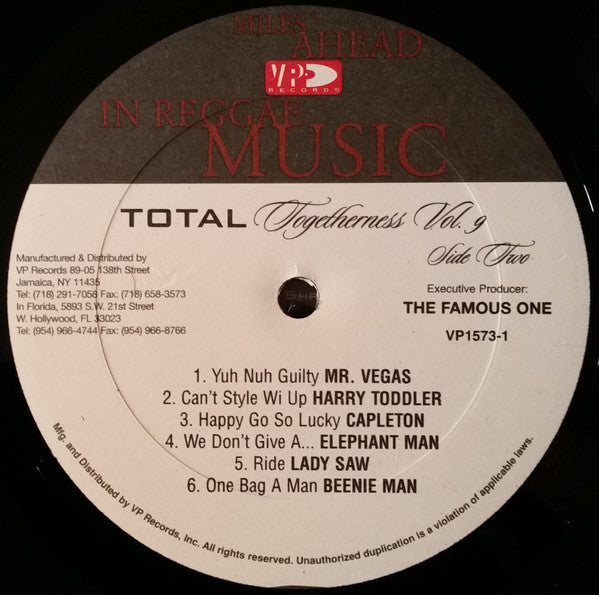 MILES
AHEAD
VP
RECORDS
IN REGGAE
MUSIC
TOTAL Togetherness Vol. 9
Side Two
Manufactured & Distributed by
VP Records 89-05 138th Street
Jamaica, NY 11435
Tel: (718) 291-7058 Fax: (718) 658-3573
In Florida, 5893 S.W. 21st Street
W. Hollywood, FL 33023
Tel: (954) 966-4744 Fax: (954) 966-8766
Executive Producer:
THE FAMOUS ONE
VP1573-1
1. Yuh Nuh Guilty MR. VEGAS
2. Can't Style Wi Up HARRY TODDLER
3. Happy Go So Lucky CAPLETON
4. We Don't Give A... ELEPHANT MAN
5. Ride LADY SAW
6. One Bag A Man BEENIE MAN
Mfg. and Distributed by VP Records, Inc. All rights reserved. Unauthorized duplication is a violation of applicable laws.